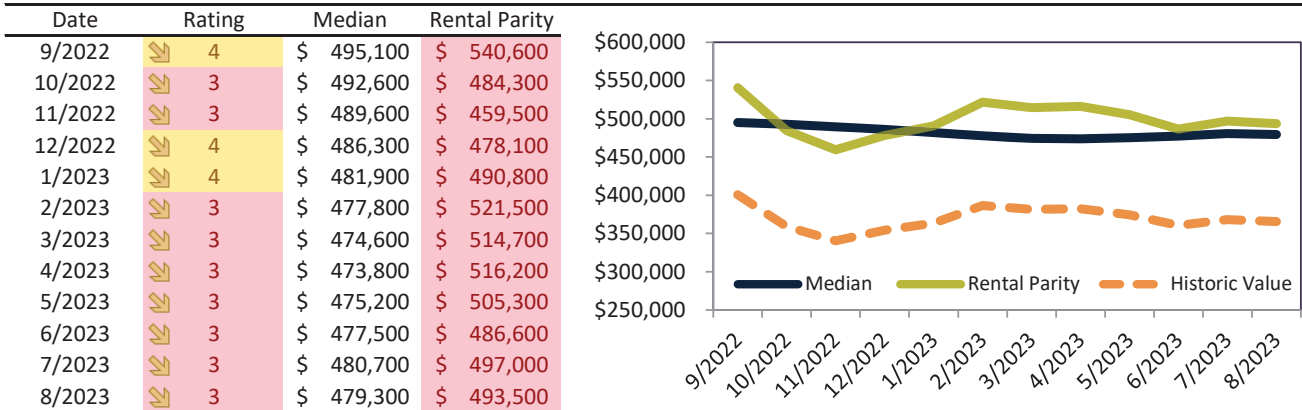 Date Rating Median Rental Parity
9/2022 4 $ 495,100 $ 540,600
10/2022 3 $ 492,600 $ 484,300
11/2022 3 $ 489,600 $ 459,500
12/2022 4 $ 486,300 $ 478,100
1/2023 4 $ 481,900 $ 490,800
2/2023 3 $ 477,800 $ 521,500
3/2023 3 $ 474,600 $ 514,700
4/2023 3 $ 473,800 $ 516,200
5/2023 3 $ 475,200 $ 505,300
6/2023 3 $ 477,500 $ 486,600
7/2023 3 $ 480,700 $ 497,000
8/2023 3 $ 479,300 $ 493,500
$600,000
$550,000
$500,000
$450,000
$400,000
$350,000
$300,000
$250,000
Median Rental Parity Historic Value
9/2022 10/2022 11/2022 12/2022 1/2023 2/2023 3/2023 4/2023 5/2023 6/2023 7/2023 8/2023